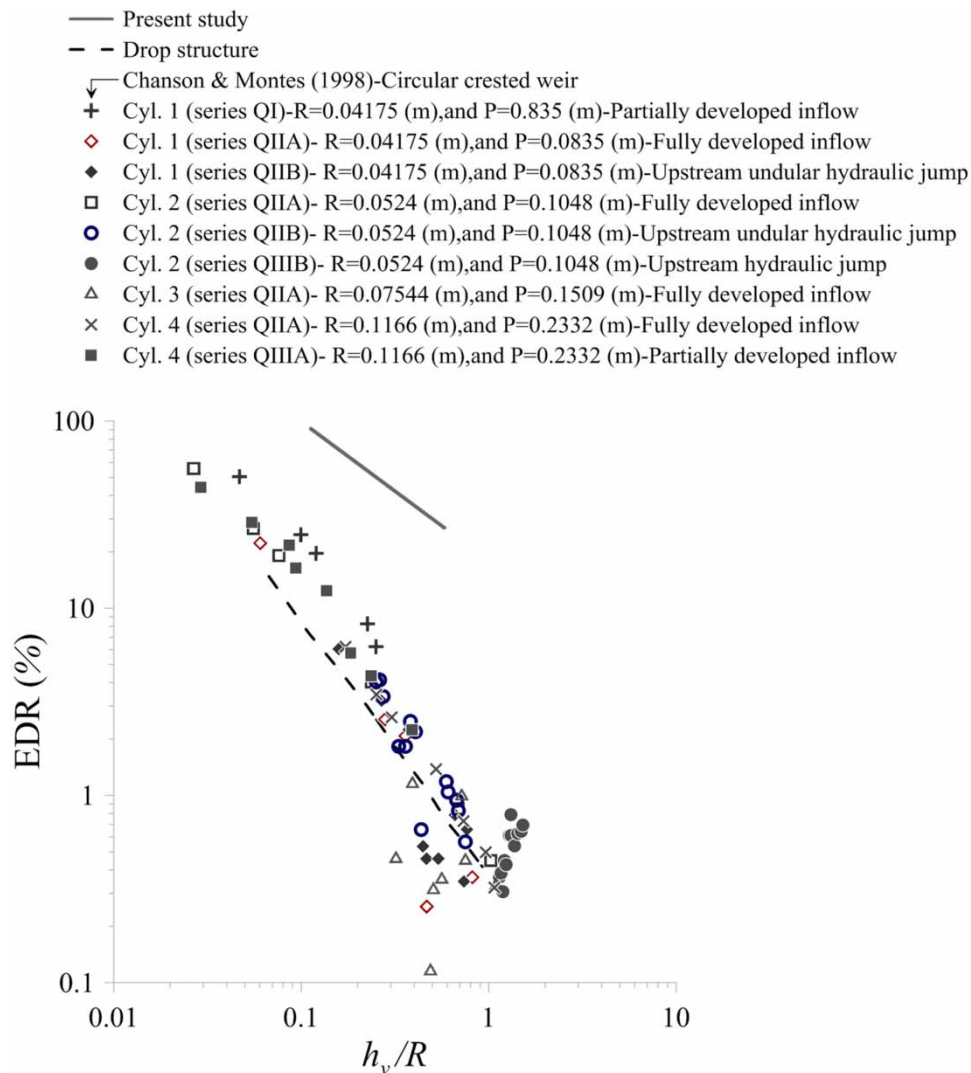 Present study
Drop structure
Chanson & Montes (1998)-Circular crested weir
Cyl. 1 (series QI)-R=0.04175 (m),and P=0.835 (m)-Partially developed inflow
Cyl. 1 (series QIIA)- R=0.04175 (m),and P=0.0835 (m)-Fully developed inflow
Cyl. 1 (series QIIB)- R=0.04175 (m),and P=0.0835 (m)-Upstream undular hydraulic jump
Cyl. 2 (series QIIA)- R=0.0524 (m),and P=0.1048 (m)-Fully developed inflow
Cyl. 2 (series QIIB)- R=0.0524 (m),and P=0.1048 (m)-Upstream undular hydraulic jump
Cyl. 2 (series QIIIB)- R=0.0524 (m),and P=0.1048 (m)-Upstream hydraulic jump
Cyl. 3 (series QIIA)- R=0.07544 (m),and P=0.1509 (m)-Fully developed inflow
Cyl. 4 (series QIIA)- R=0.1166 (m),and P=0.2332 (m)-Fully developed inflow
Cyl. 4 (series QIIIA)- R=0.1166 (m),and P=0.2332 (m)-Partially developed inflow
100
10
1
0.1
EDR (%)
0.01 0.1 1 10
h_v/R